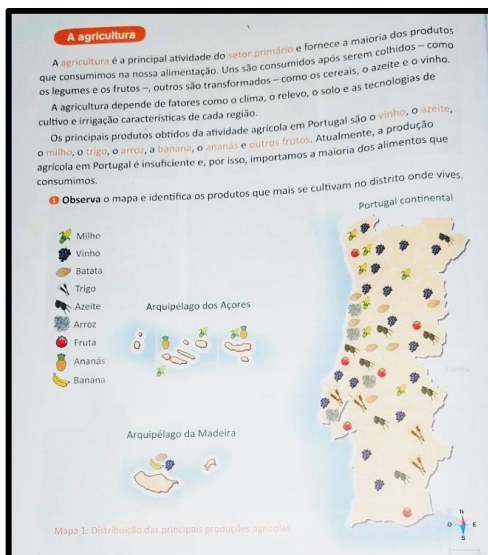 A agricultura
A agricultura é a principal atividade do setor primário e fornece a maioria dos produtos
que consumimos na nossa alimentação. Uns são consumidos após serem colhidos – como
os legumes e os frutos –, outros são transformados – como os cereais, o azeite e o vinho.
A agricultura depende de fatores como o clima, o relevo, o solo e as tecnologias de
cultivo e irrigação características de cada região.
Os principais produtos obtidos da atividade agrícola em Portugal são o vinho, o azeite,
o milho, o trigo, o arroz, a banana, o ananás e outros frutos. Atualmente, a produção
agrícola em Portugal é insuficiente e, por isso, importamos a maioria dos alimentos que
consumimos.
1 Observa o mapa e identifica os produtos que mais se cultivam no distrito onde vives.
Portugal continental
Milho
Vinho
Batata
Trigo
Azeite
Arroz
Fruta
Ananás
Banana
Arquipélago dos Açores
Arquipélago da Madeira
Mapa 1: Distribuição das principais produções agrícolas
N
O E
S